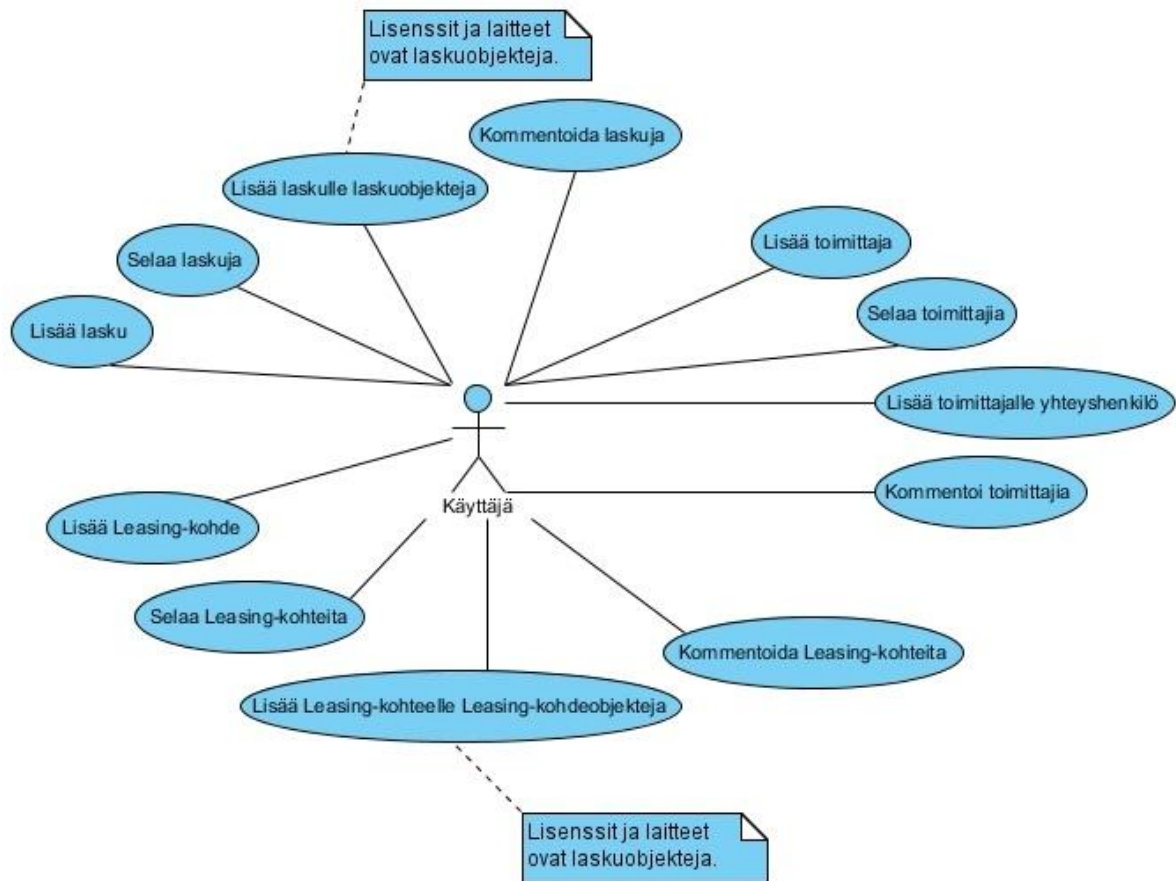 Lisenssit ja laitteet
ovat laskuobjekteja.
Kommentoida laskuja
Lisää laskulle laskuobjekteja
Lisää toimittaja
Selaa laskuja
Selaa toimittajia
Lisää lasku
Lisää toimittajalle yhteyshenkilö
Kommentoi toimittajia
Käyttäjä
Lisää Leasing-kohde
Selaa Leasing-kohteita
Kommentoida Leasing-kohteita
Lisää Leasing-kohteelle Leasing-kohdeobjekteja
Lisenssit ja laitteet
ovat laskuobjekteja.